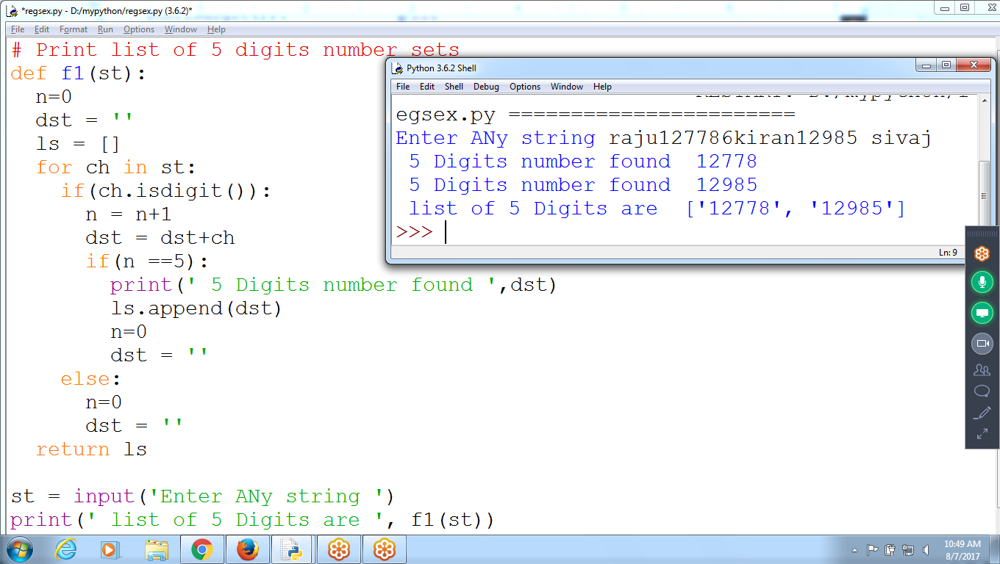 *regsex.py - D:/mypython/regsex.py (3.6.2)*
File Edit Format Run Options Window Help
# Print list of 5 digits number sets
def f1(st):
  n=0
  dst = ''
  ls = []
  for ch in st:
    if(ch.isdigit()):
      n = n+1
      dst = dst+ch
      if(n ==5):
        print(' 5 Digits number found ',dst)
        ls.append(dst)
        n=0
        dst = ''
    else:
      n=0
      dst = ''
  return ls
st = input('Enter ANy string ')
print(' list of 5 Digits are ', f1(st))
Python 3.6.2 Shell
File Edit Shell Debug Options Window Help
RESTART: D:/mypython/r
egsex.py =======================
Enter ANy string raju127786kiran12985 sivaj
 5 Digits number found  12778
 5 Digits number found  12985
 list of 5 Digits are  ['12778', '12985']
>>>
Ln: 9
10:49 AM
8/7/2017